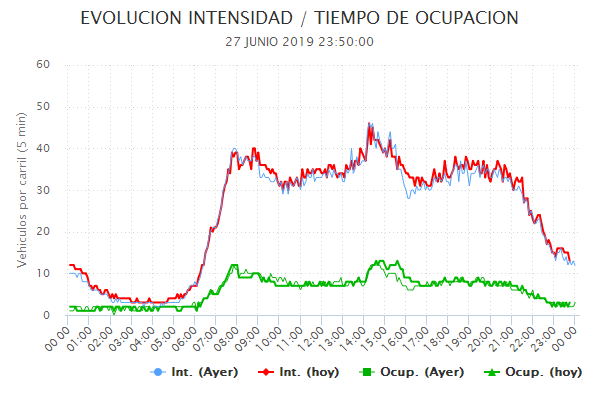 EVOLUCION INTENSIDAD / TIEMPO DE OCUPACION
27 JUNIO 2019 23:50:00
Vehiculos por carril (5 min)
60
50
40
30
20
10
0
00:00 01:00 02:00 03:00 04:00 05:00 06:00 07:00 08:00 09:00 10:00 11:00 12:00 13:00 14:00 15:00 16:00 17:00 18:00 19:00 20:00 21:00 22:00 23:00 00:00
Int. (Ayer) Int. (hoy) Ocup. (Ayer) Ocup. (hoy)